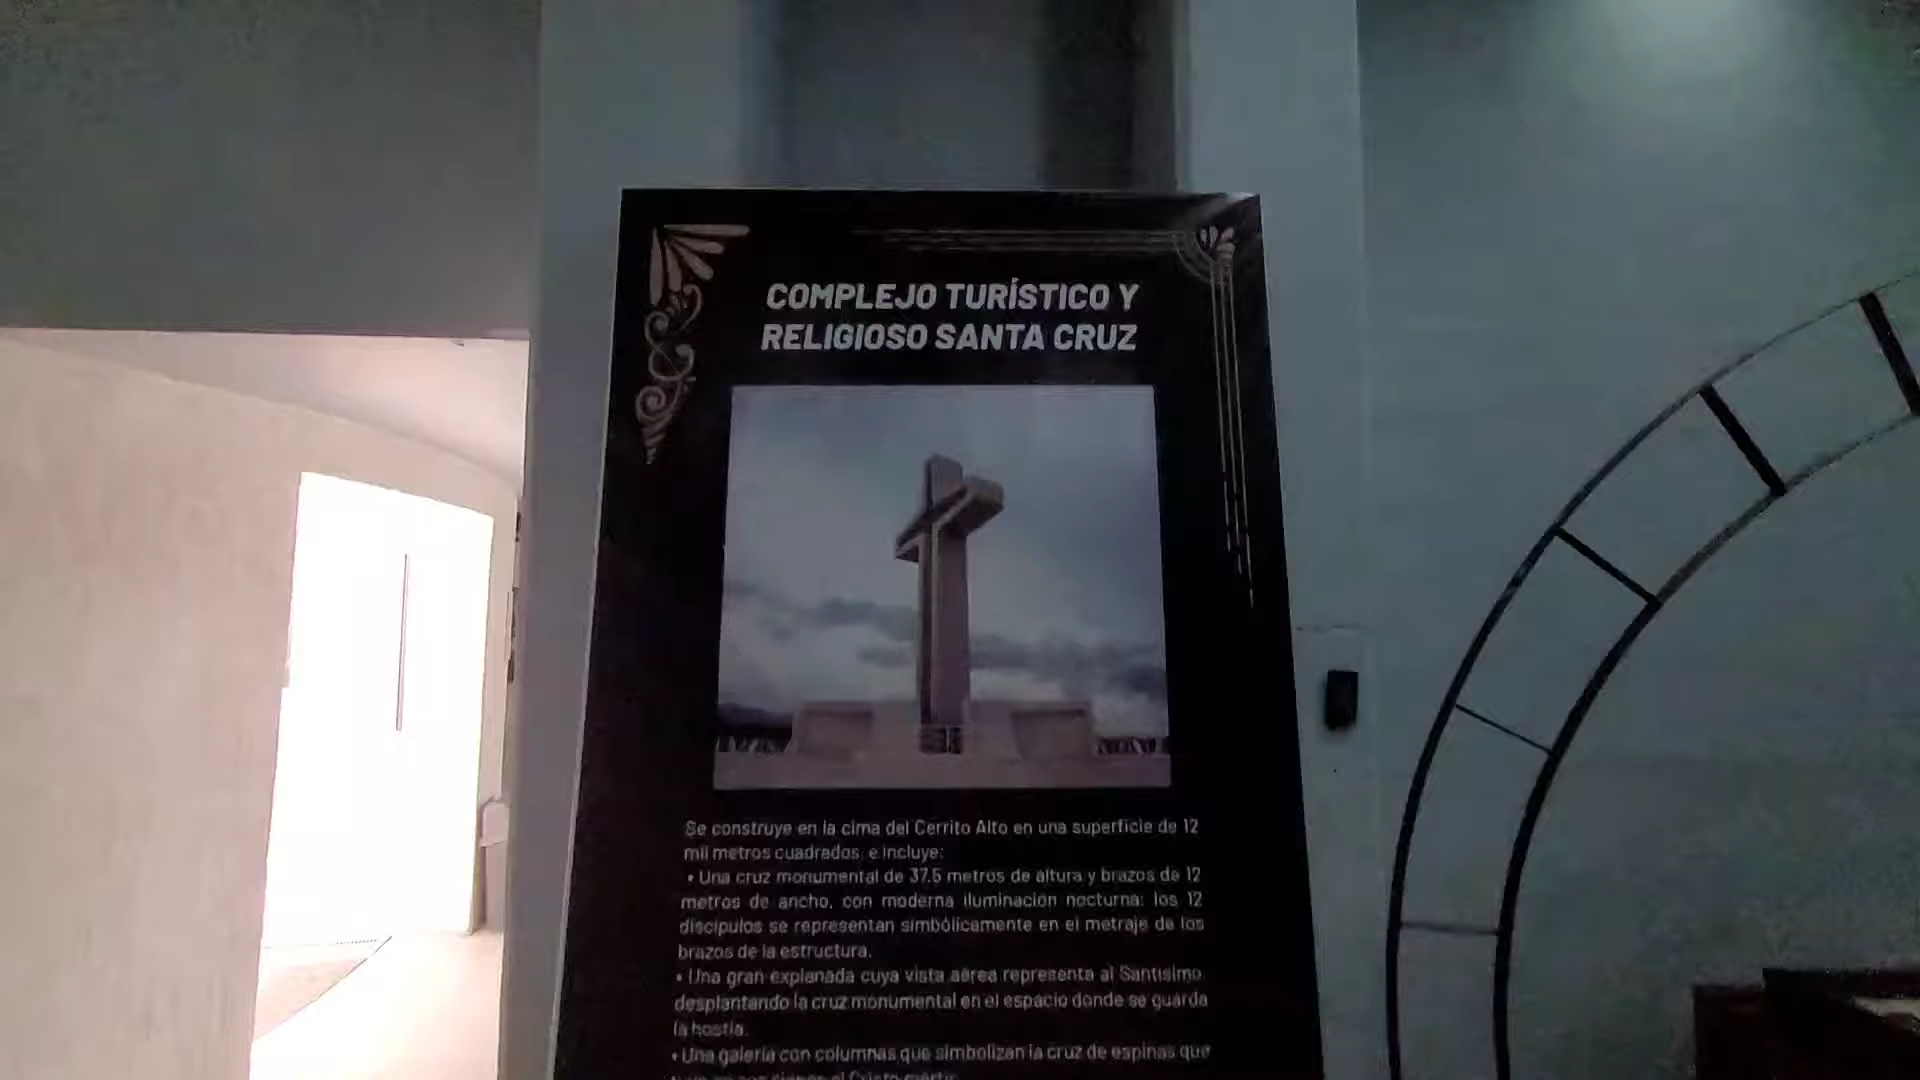 COMPLEJO TURÍSTICO Y
RELIGIOSO SANTA CRUZ
Se construye en la cima del Cerrito Alto en una superficie de 12
mil metros cuadrados, e incluye:
• Una cruz monumental de 37.5 metros de altura y brazos de 12
metros de ancho, con moderna iluminación nocturna; los 12
discípulos se representan simbólicamente en el metraje de los
brazos de la estructura.
• Una gran explanada cuya vista aérea representa al Santísimo,
desplantando la cruz monumental en el espacio donde se guarda
la hostia.
• Una galería con columnas que simbolizan la cruz de espinas que
el Cristo mártir